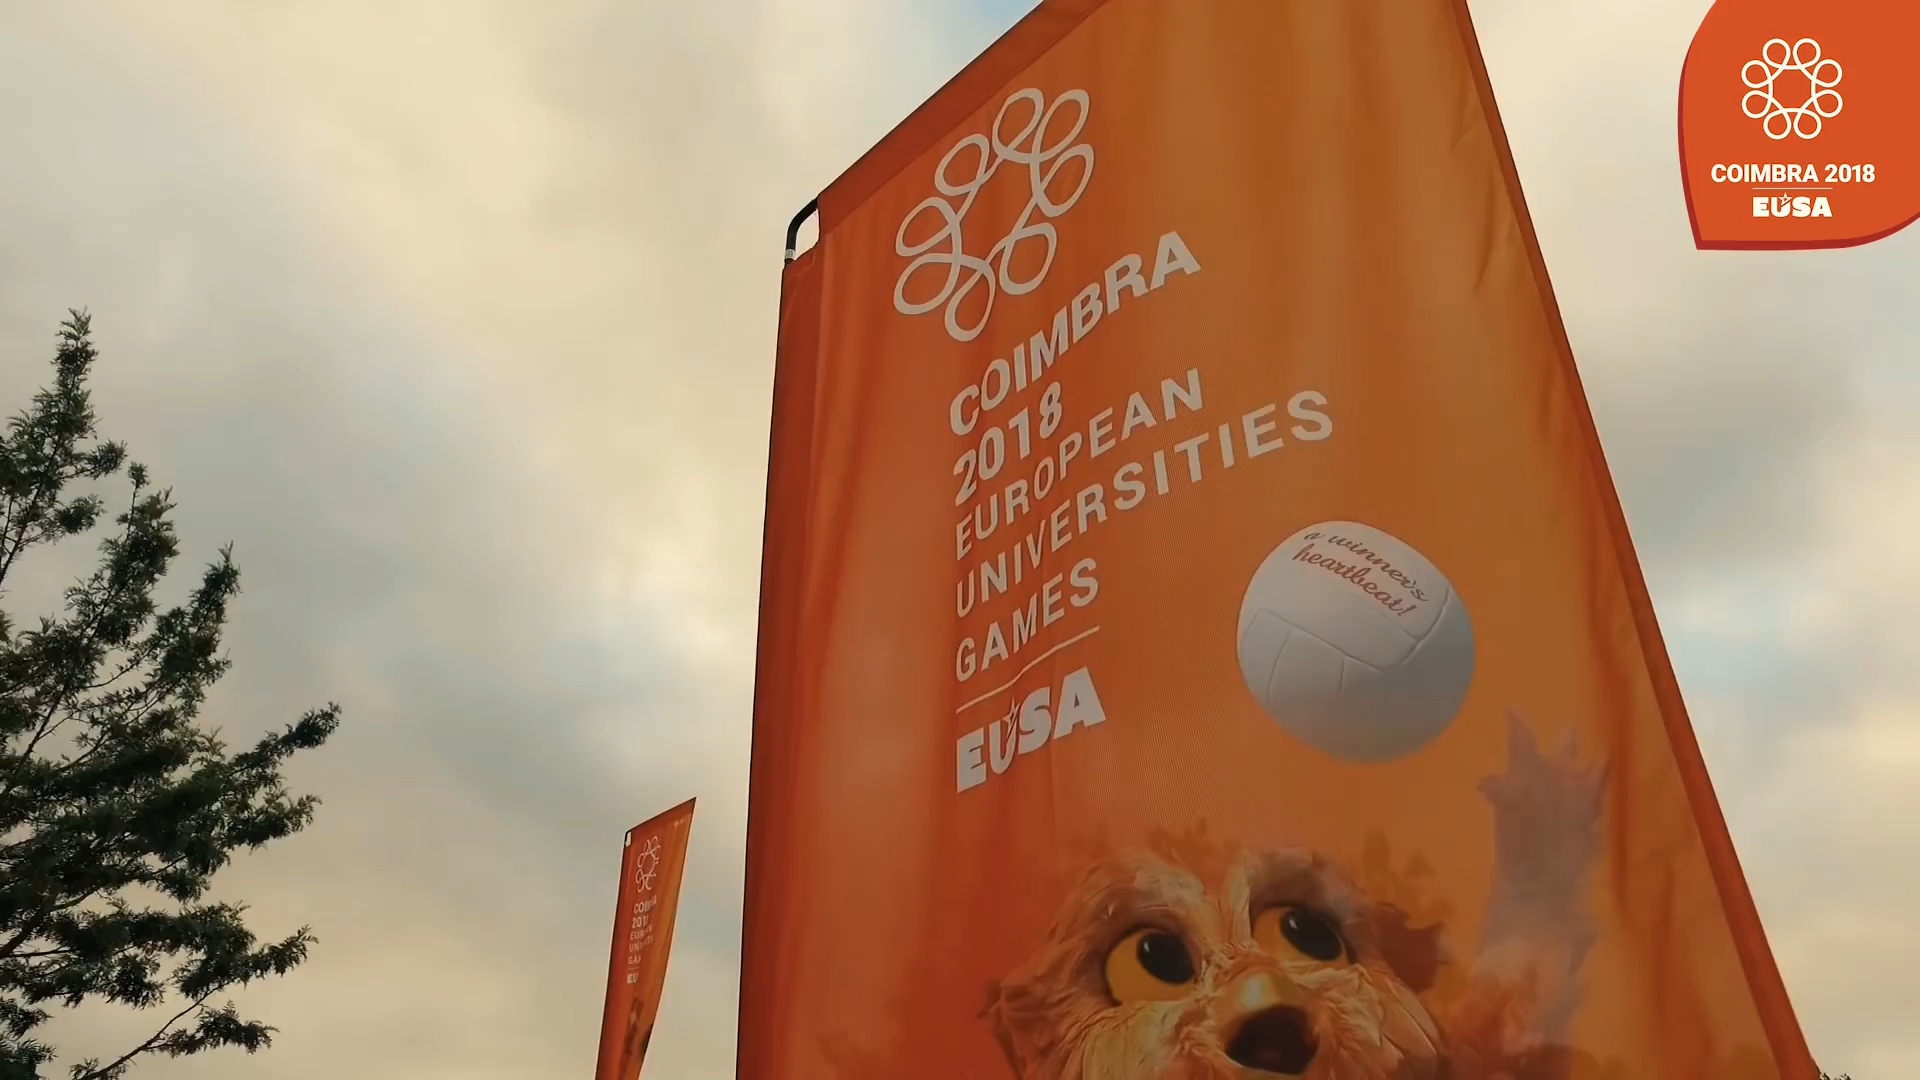 COIMBRA
2018
EUROPEAN
UNIVERSITIES
GAMES
EUSA
a winner's
heartbeat!
COIMBRA 2018
EUSA